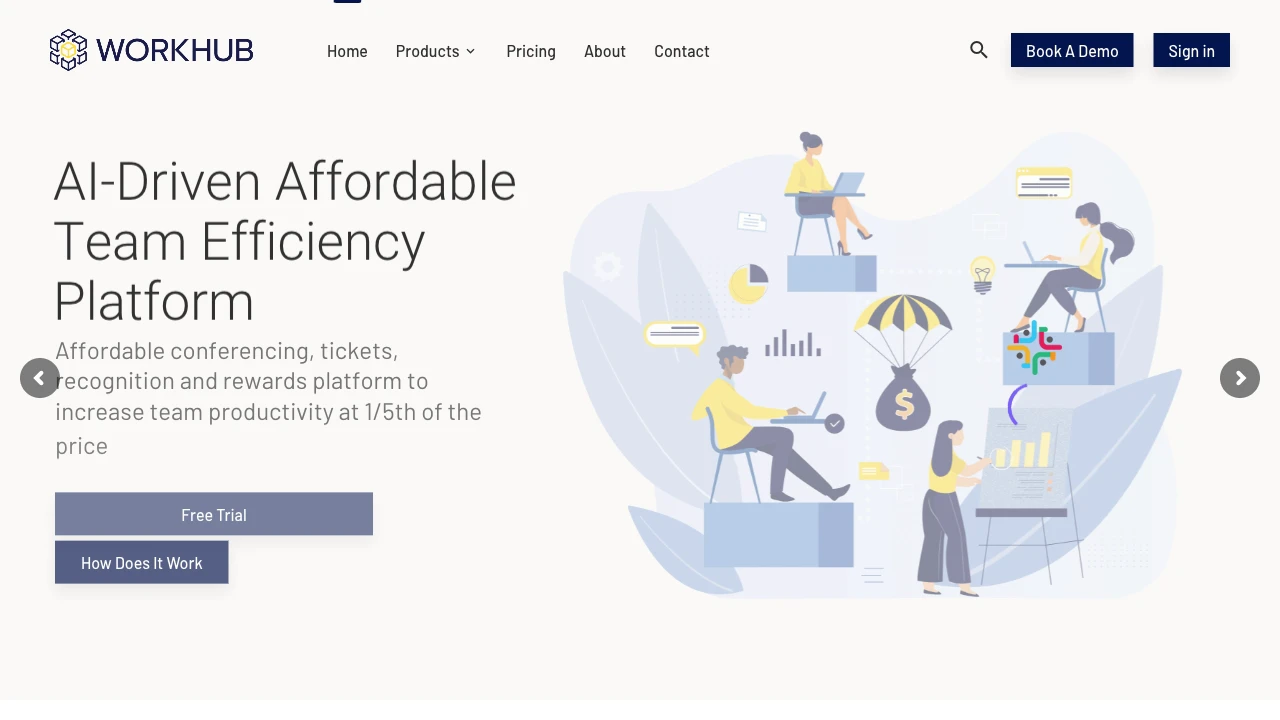 WORKHUB
Home
Products
Pricing
About
Contact
Book A Demo
Sign in
AI-Driven Affordable
Team Efficiency
Platform
Affordable conferencing, tickets,
recognition and rewards platform to
increase team productivity at 1/5th of the
price
Free Trial
How Does It Work
$